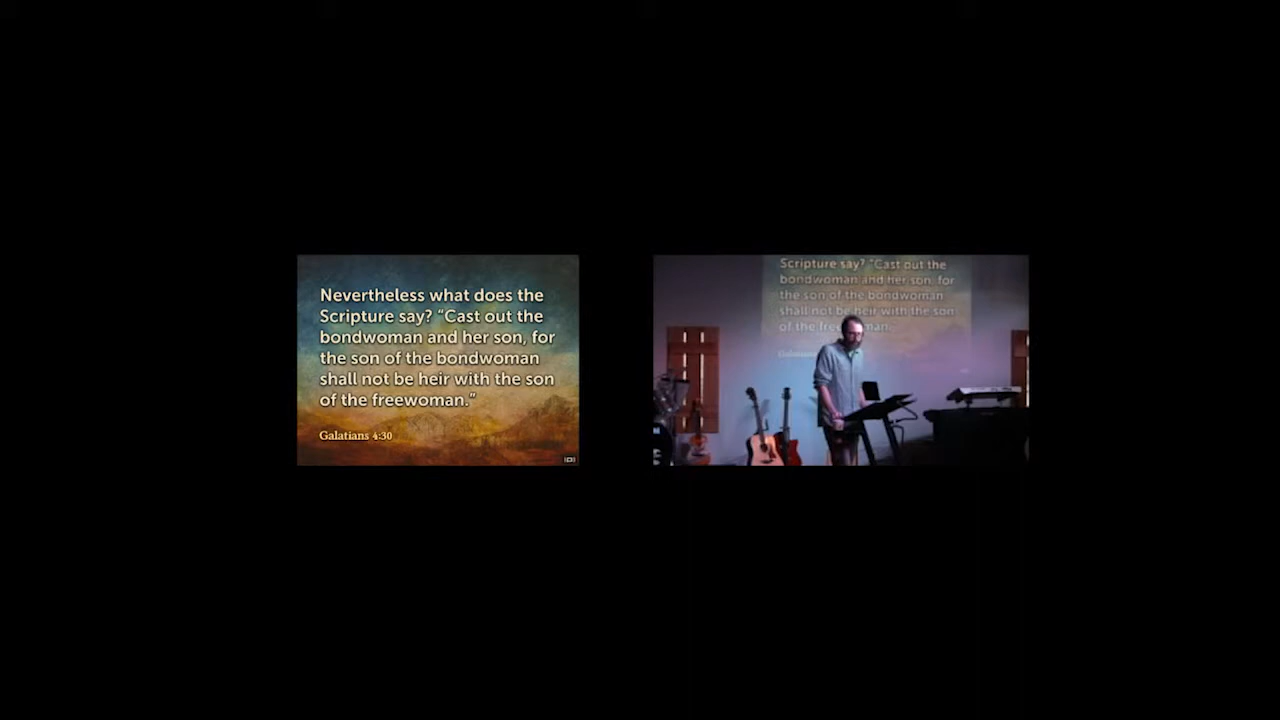 Nevertheless what does the
Scripture say? “Cast out the
bondwoman and her son, for
the son of the bondwoman
shall not be heir with the son
of the freewoman.”
Galatians 4:30
Scripture say? “Cast out the
bondwoman and her son, for
the son of the bondwoman
shall not be heir with the son
of the man.